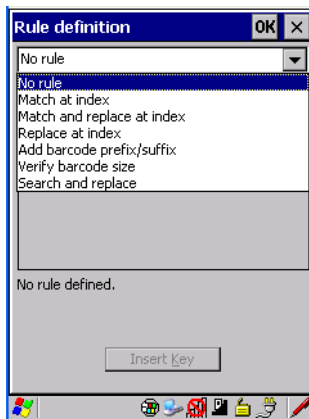 Rule definition
OK
No rule
No rule
Match at index
Match and replace at index
Replace at index
Add barcode prefix/suffix
Verify barcode size
Search and replace
No rule defined.
Insert Key